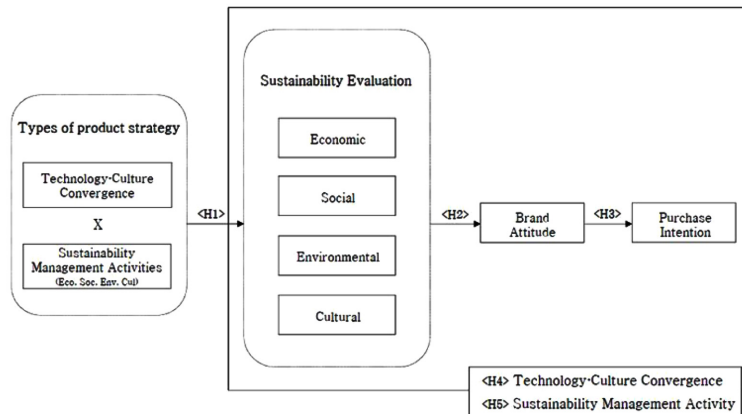 Types of product strategy
Technology-Culture
Convergence
X
Sustainability
Management Activities
(Eco. Soc. Env. Cul)
<H1>
Sustainability Evaluation
Economic
Social
Environmental
Cultural
<H2>
Brand
Attitude
<H3>
Purchase
Intention
<H4> Technology-Culture Convergence
<H5> Sustainability Management Activity